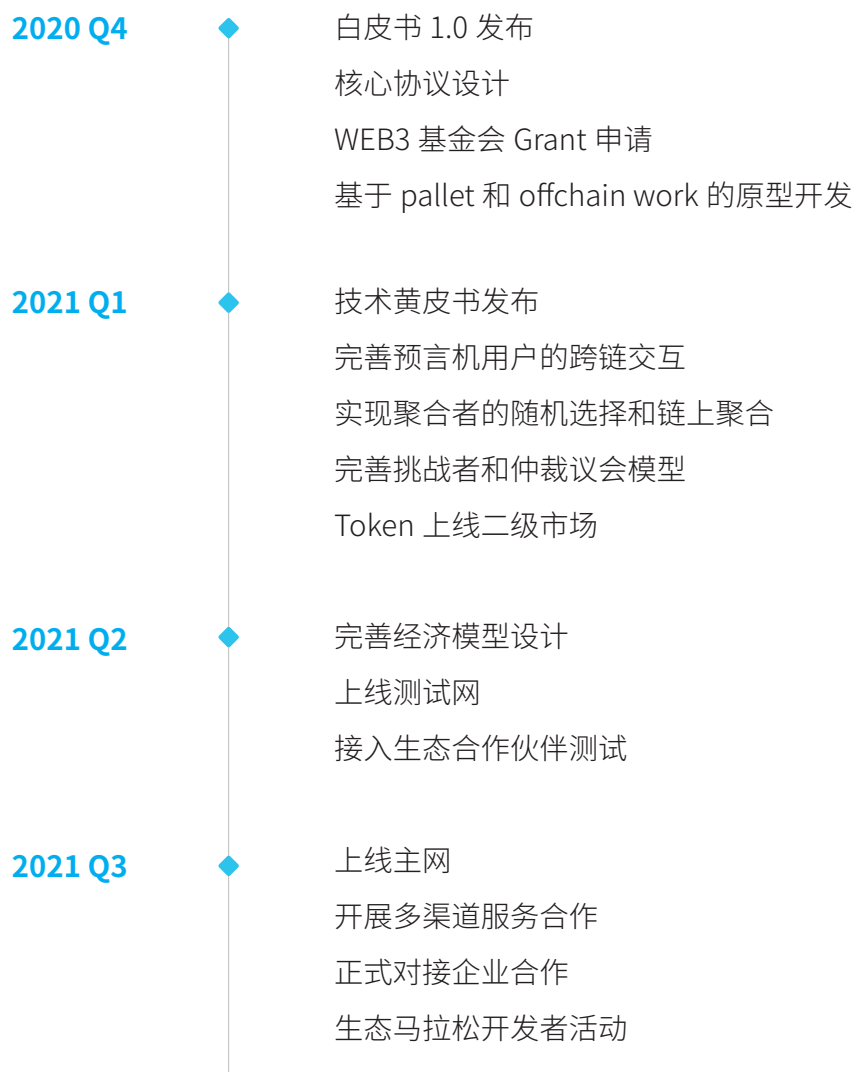 2020 Q4
白皮书 1.0 发布
核心协议设计
WEB3 基金会 Grant 申请
基于 pallet 和 offchain work 的原型开发
2021 Q1
技术黄皮书发布
完善预言机用户的跨链交互
实现聚合者的随机选择和链上聚合
完善挑战者和仲裁议会模型
Token 上线二级市场
2021 Q2
完善经济模型设计
上线测试网
接入生态合作伙伴测试
2021 Q3
上线主网
开展多渠道服务合作
正式对接企业合作
生态马拉松开发者活动